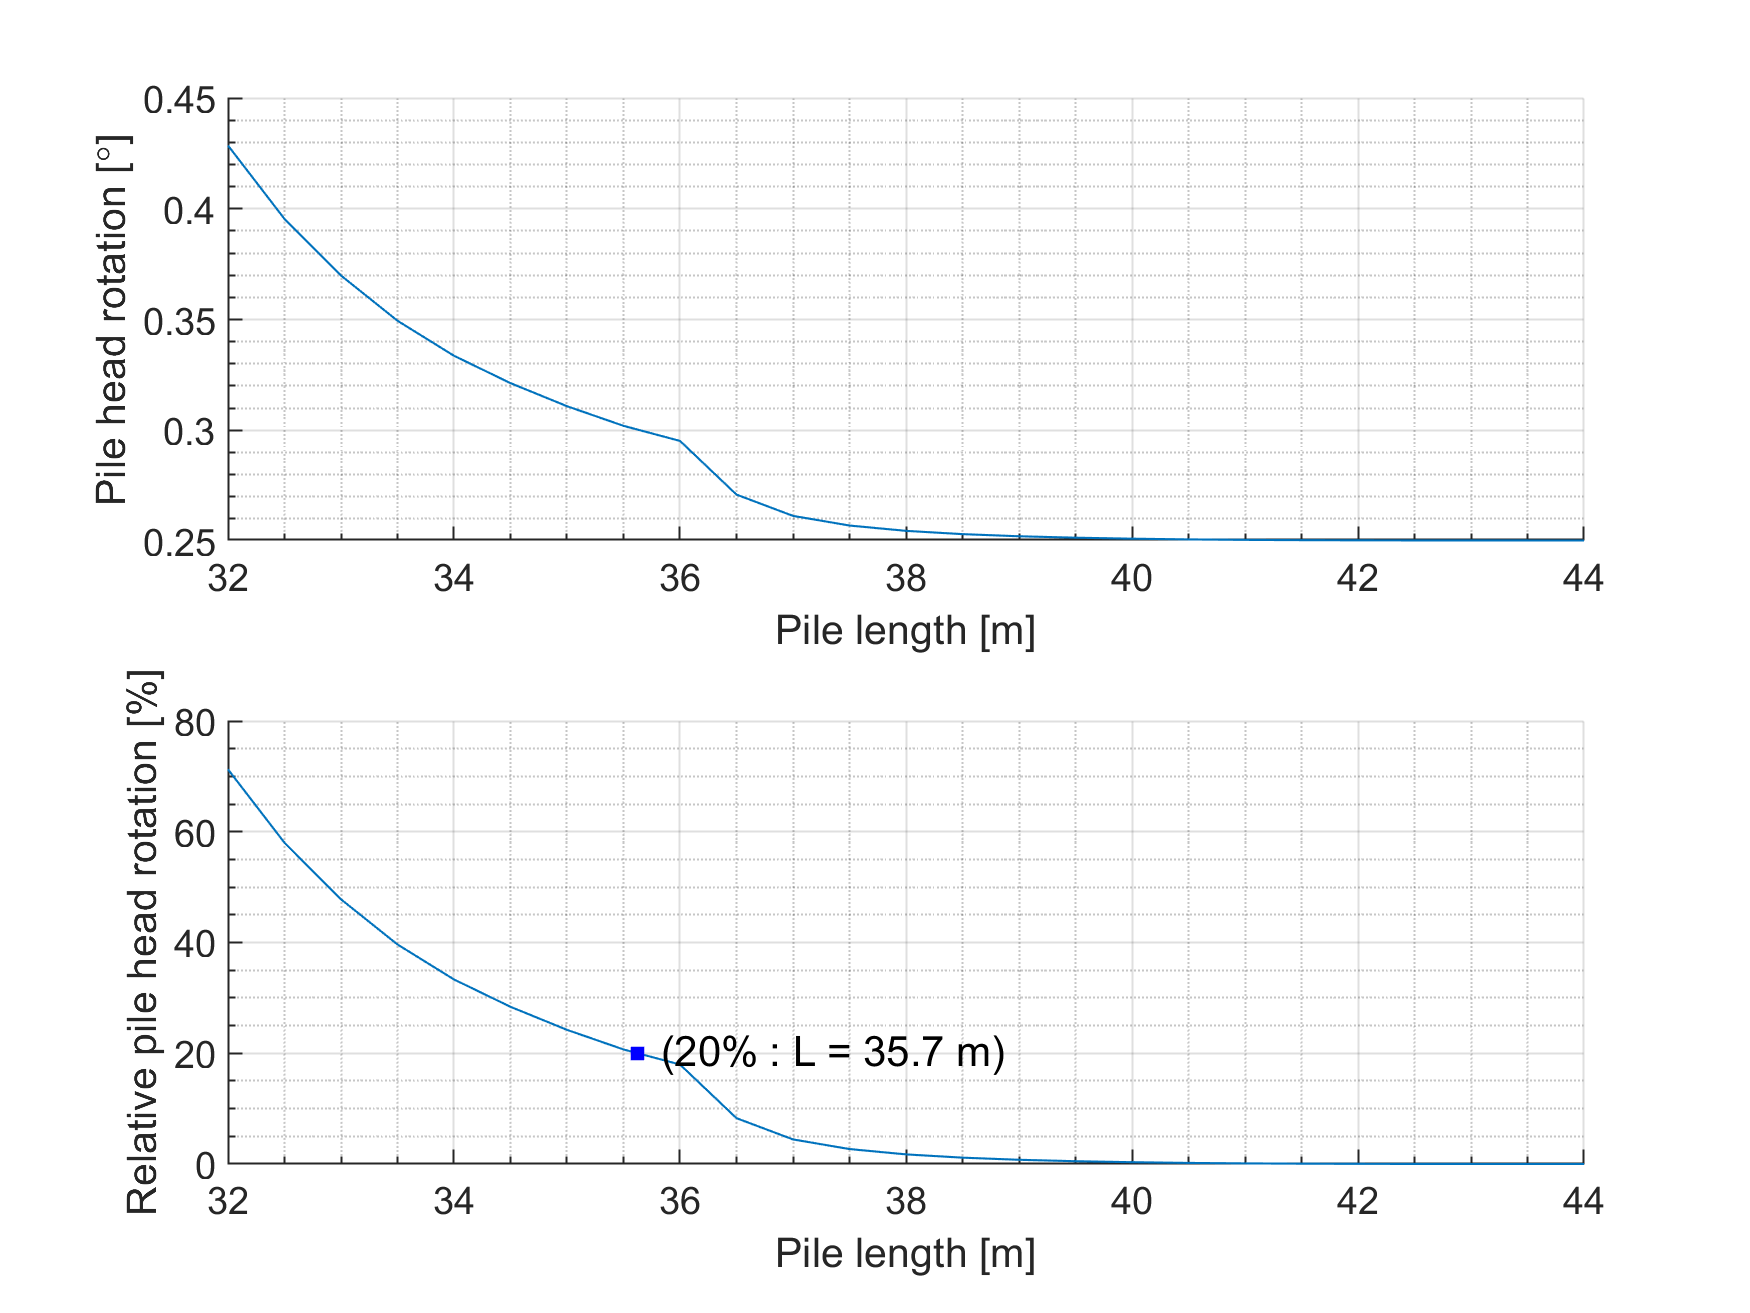 Pile head rotation [°]
0.45
0.4
0.35
0.3
0.25
32 34 36 38 40 42 44
Pile length [m]
Relative pile head rotation [%]
80
60
40
20
0
(20% : L = 35.7 m)
32 34 36 38 40 42 44
Pile length [m]